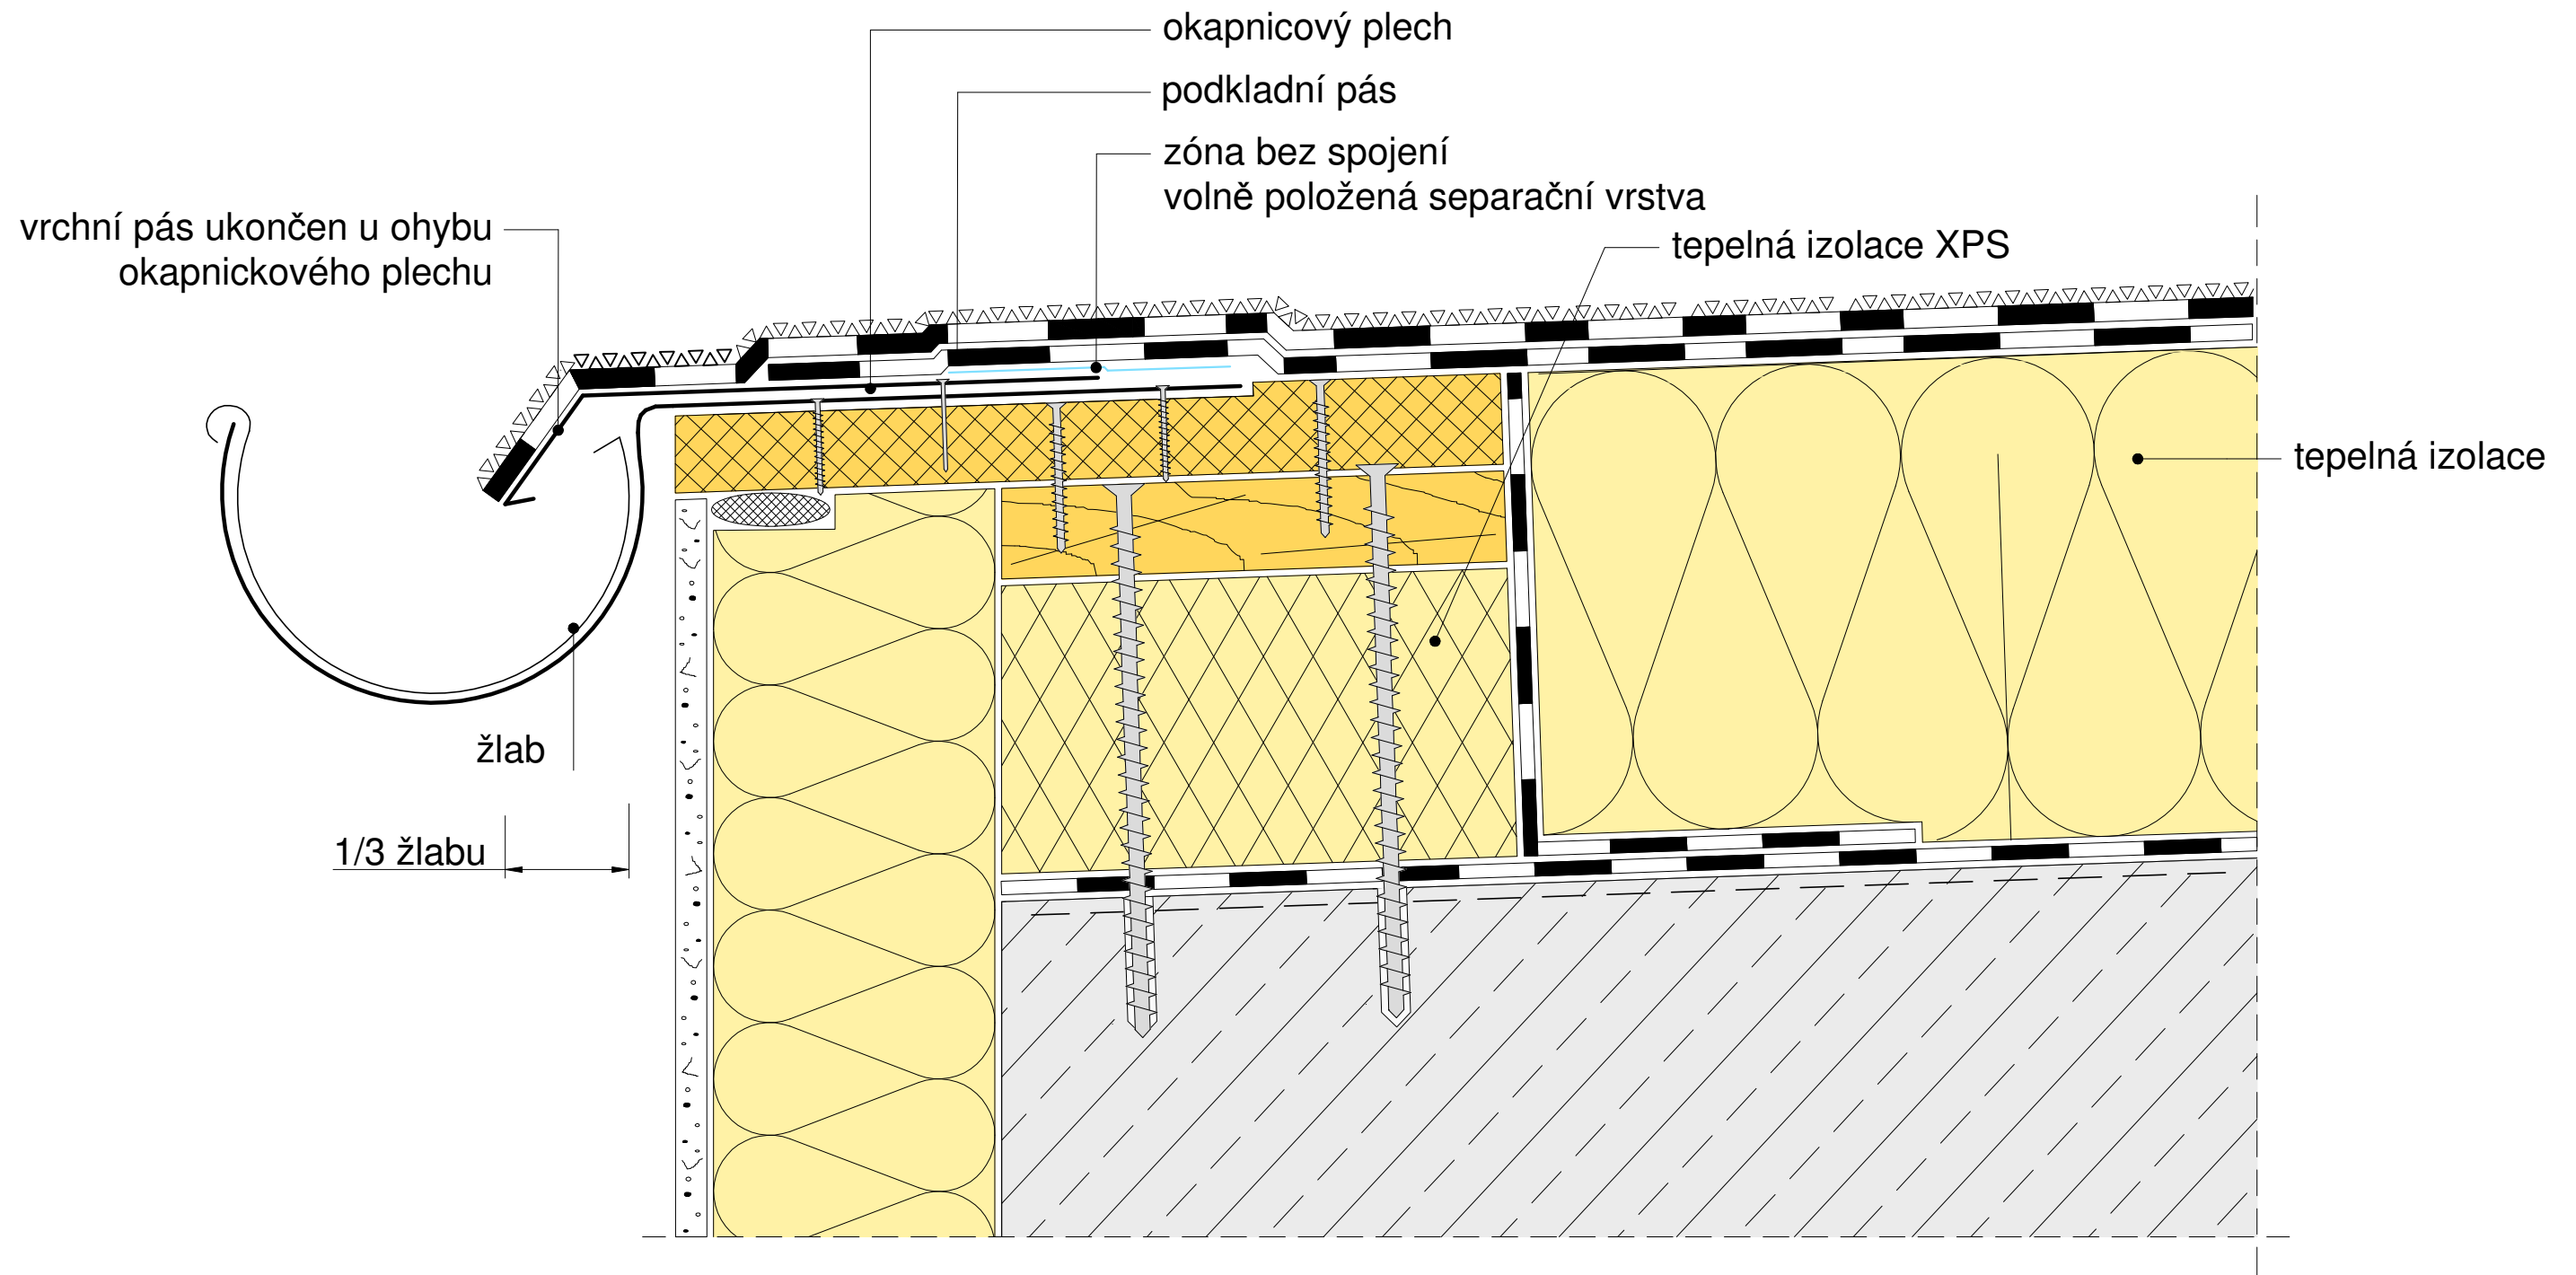 okapnicový plech
podkladní pás
zóna bez spojení
volně položená separační vrstva
vrchní pás ukončen u ohybu
okapnickového plechu
tepelná izolace XPS
tepelná izolace
žlab
1/3 žlabu